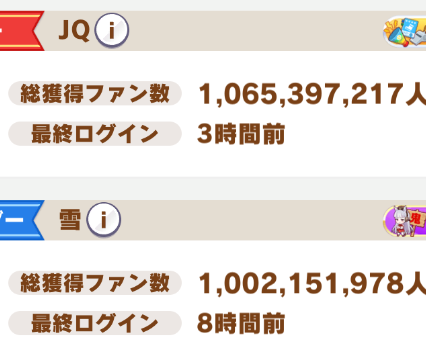 JQ i
総獲得ファン数 1,065,397,217人
最終ログイン 3時間前
ー 雪 i
総獲得ファン数 1,002,151,978人
最終ログイン 8時間前